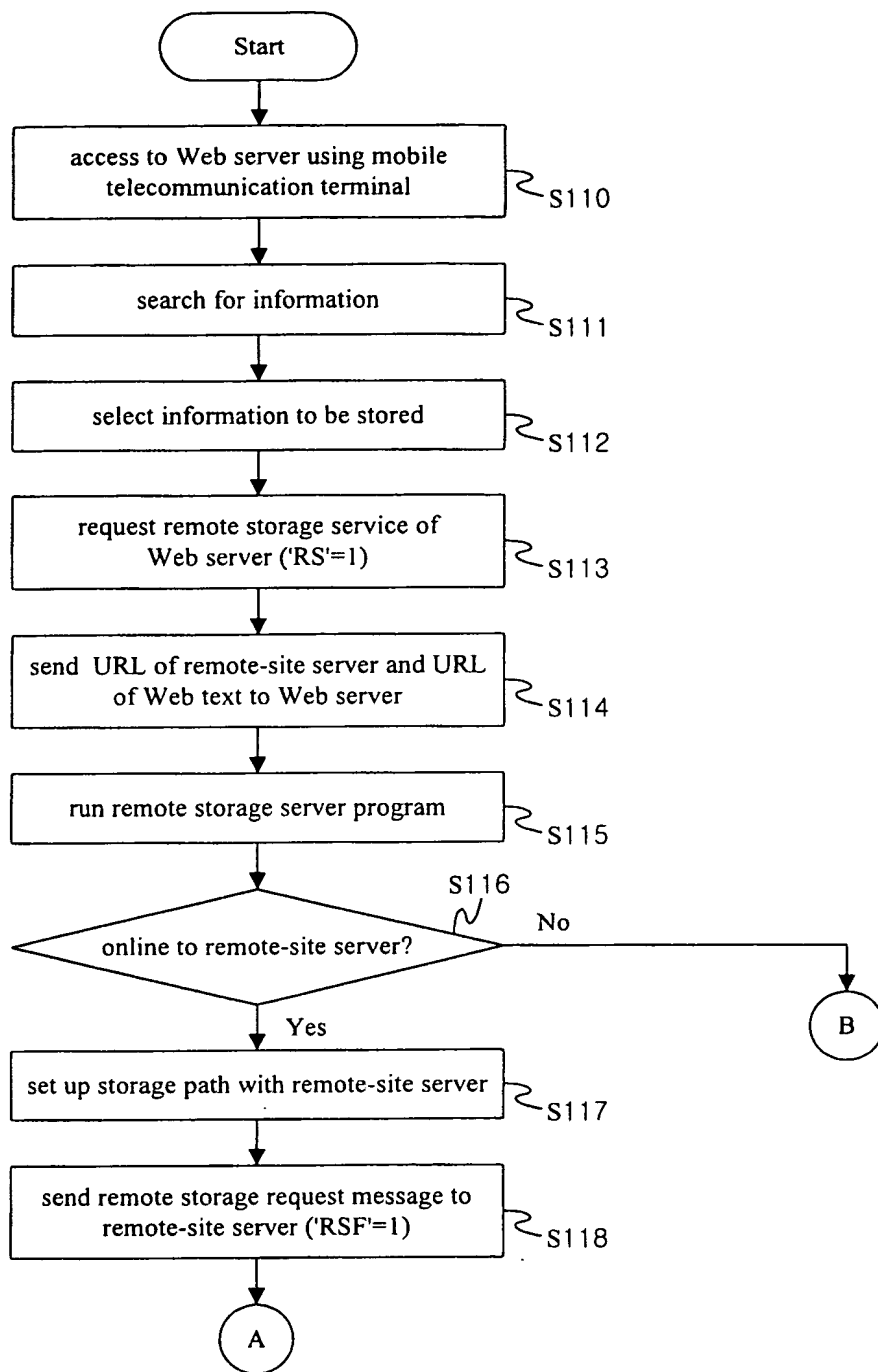 Start
access to Web server using mobile
telecommunication terminal
S110
search for information
S111
select information to be stored
S112
request remote storage service of
Web server ('RS'=1)
S113
send URL of remote-site server and URL
of Web text to Web server
S114
run remote storage server program
S115
S116
online to remote-site server?
No
B
Yes
set up storage path with remote-site server
S117
send remote storage request message to
remote-site server ('RSF'=1)
S118
A